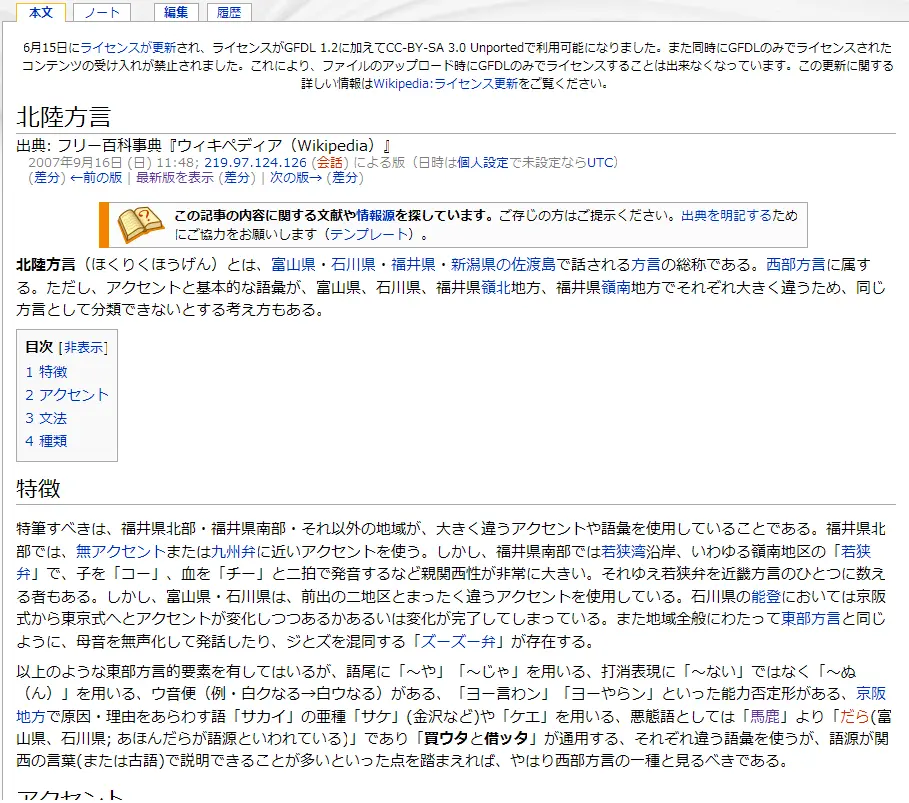 本文 ノート 編集 履歴
6月15日にライセンスが更新され、ライセンスがGFDL 1.2に加えてCC-BY-SA 3.0 Unportedで利用可能になりました。また同時にGFDLのみでライセンスされた
コンテンツの受け入れが禁止されました。これにより、ファイルのアップロード時にGFDLのみでライセンスすることは出来なくなっています。この更新に関する
詳しい情報はWikipedia:ライセンス更新をご覧ください。
北陸方言
出典: フリー百科事典『ウィキペディア（Wikipedia）』
2007年9月16日 (日) 11:48; 219.97.124.126 (会話) による版（日時は個人設定で未設定ならUTC）
(差分) ←前の版 | 最新版を表示 (差分) | 次の版→ (差分)
この記事の内容に関する文献や情報源を探しています。ご存じの方はご提示ください。出典を明記するため
にご協力をお願いします（テンプレート）。
北陸方言（ほくりくほうげん）とは、富山県・石川県・福井県・新潟県の佐渡島で話される方言の総称である。西部方言に属す
る。ただし、アクセントと基本的な語彙が、富山県、石川県、福井県嶺北地方、福井県嶺南地方でそれぞれ大きく違うため、同じ
方言として分類できないとする考え方もある。
目次 [非表示]
1 特徴
2 アクセント
3 文法
4 種類
特徴
特筆すべきは、福井県北部・福井県南部・それ以外の地域が、大きく違うアクセントや語彙を使用していることである。福井県北
部では、無アクセントまたは九州弁に近いアクセントを使う。しかし、福井県南部では若狭湾沿岸、いわゆる嶺南地区の「若狭
弁」で、子を「コー」、血を「チー」と二拍で発音するなど親関西性が非常に大きい。それゆえ若狭弁を近畿方言のひとつに数え
る者もある。しかし、富山県・石川県は、前出の二地区とまったく違うアクセントを使用している。石川県の能登においては京阪
式から東京式へとアクセントが変化しつつあるかあるいは変化が完了してしまっている。また地域全般にわたって東部方言と同じ
ように、母音を無声化して発話したり、ジとズを混同する「ズーズー弁」が存在する。
以上のような東部方言的要素を有してはいるが、語尾に「〜や」「〜じゃ」を用いる、打消表現に「〜ない」ではなく「〜ぬ
（ん）」を用いる、ウ音便（例・白クなる→白ウなる）がある、「ヨー言わン」「ヨーやらン」といった能力否定形がある、京阪
地方で原因・理由をあらわす語「サカイ」の亜種「サケ」(金沢など)や「ケエ」を用いる、悪態語としては「馬鹿」より「だら(富
山県、石川県; あほんだらが語源といわれている)」であり「買ウタと借ッタ」が通用する、それぞれ違う語彙を使うが、語源が関
西の言葉(または古語)で説明できることが多いといった点を踏まえれば、やはり西部方言の一種と見るべきである。
アクセント